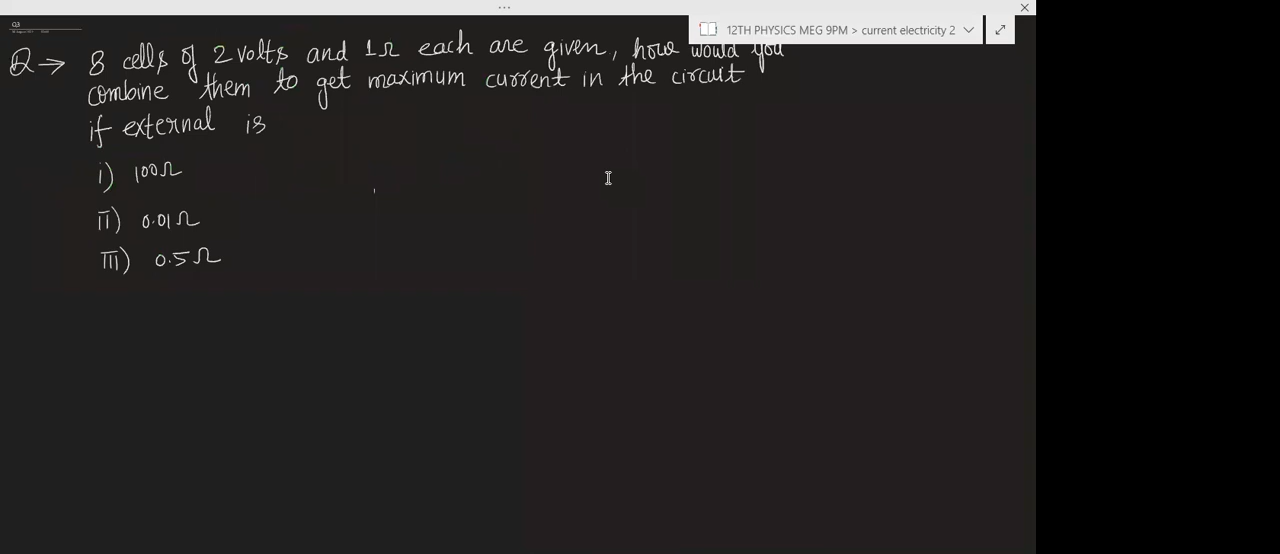 Q3
12TH PHYSICS MEG 9PM > current electricity 2
Q → 8 cells of 2 volts and 1Ω each are given, how would you
combine them to get maximum current in the circuit
if external is
i) 100Ω
II) 0.01Ω
III) 0.5Ω